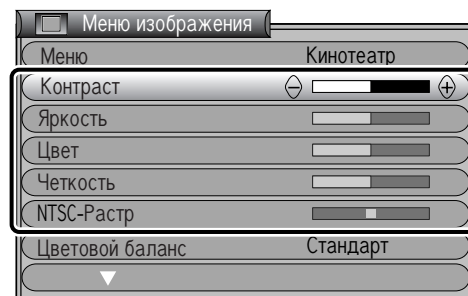 Меню изображения
Меню Кинотеатр
Контраст
Яркость
Цвет
Четкость
NTSC-Растр
Цветовой баланс Стандарт